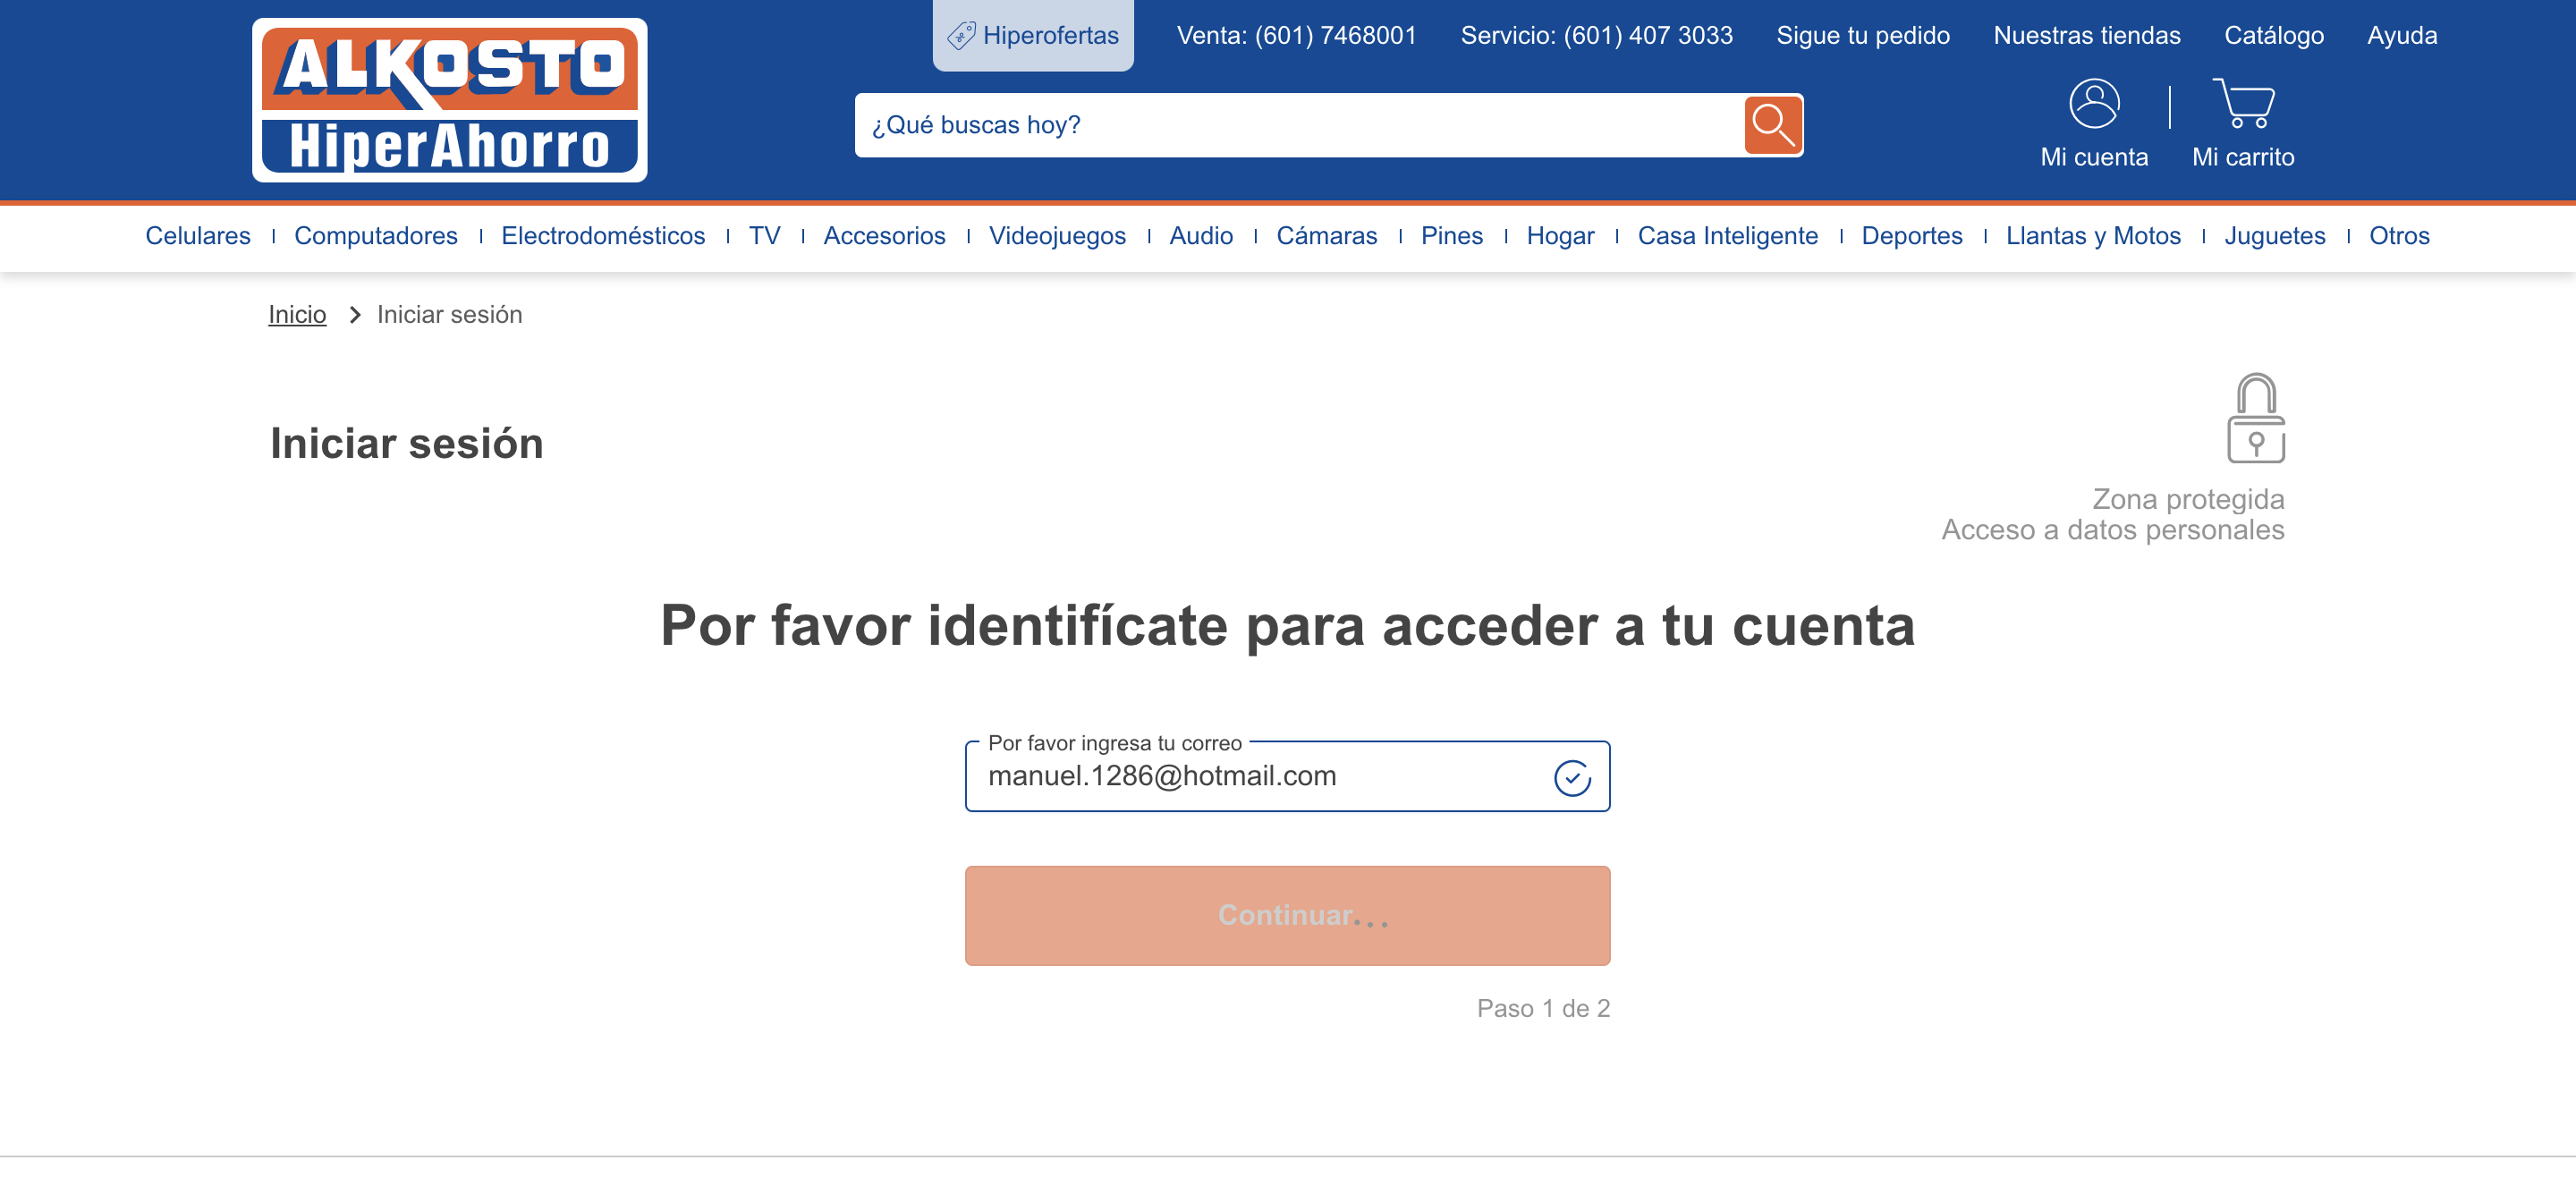 ALKOSTO
HiperAhorro
Hiperofertas
Venta: (601) 7468001
Servicio: (601) 407 3033
Sigue tu pedido
Nuestras tiendas
Catálogo
Ayuda
¿Qué buscas hoy?
Mi cuenta
Mi carrito
Celulares
Computadores
Electrodomésticos
TV
Accesorios
Videojuegos
Audio
Cámaras
Pines
Hogar
Casa Inteligente
Deportes
Llantas y Motos
Juguetes
Otros
Inicio
Iniciar sesión
Iniciar sesión
Zona protegida
Acceso a datos personales
Por favor identifícate para acceder a tu cuenta
Por favor ingresa tu correo
manuel.1286@hotmail.com
Continuar...
Paso 1 de 2